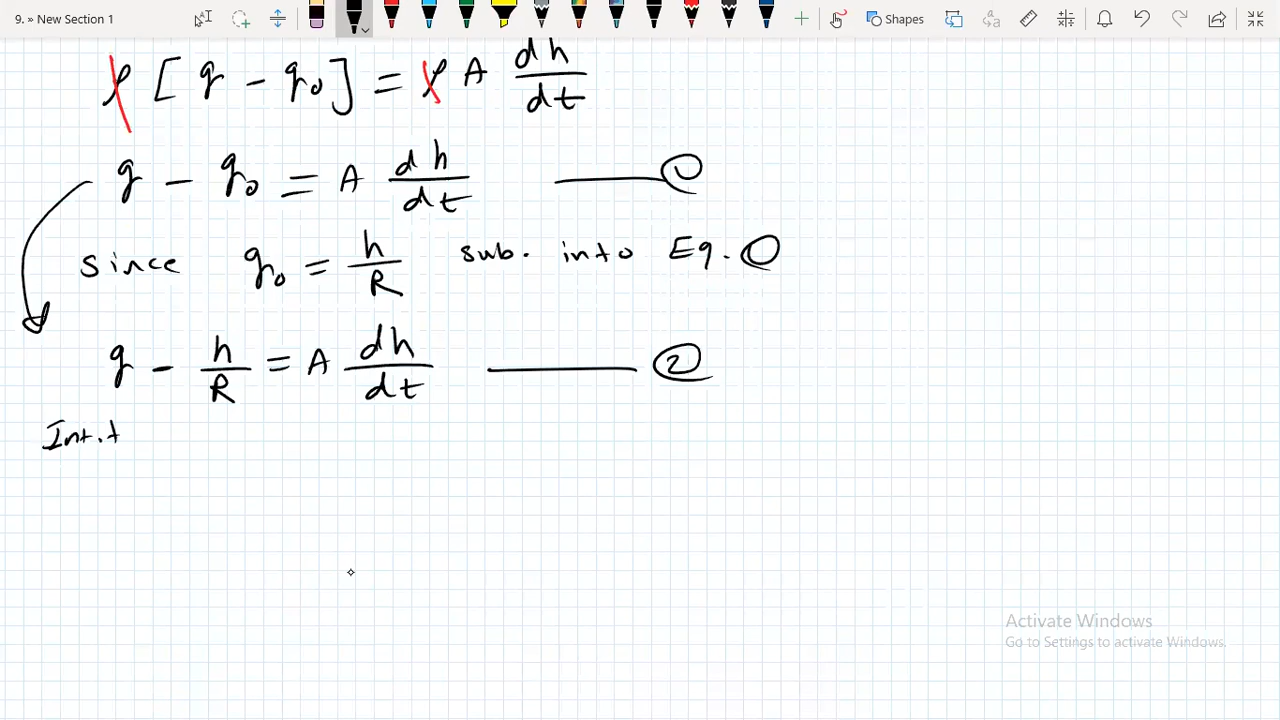 9. » New Section 1
Shapes
ρ [q - q₀] = ρ A dh/dt
q - q₀ = A dh/dt ——— ①
since q₀ = h/R sub. into Eq. ①
q - h/R = A dh/dt ——— ②
Int.t
Activate Windows
Go to Settings to activate Windows.